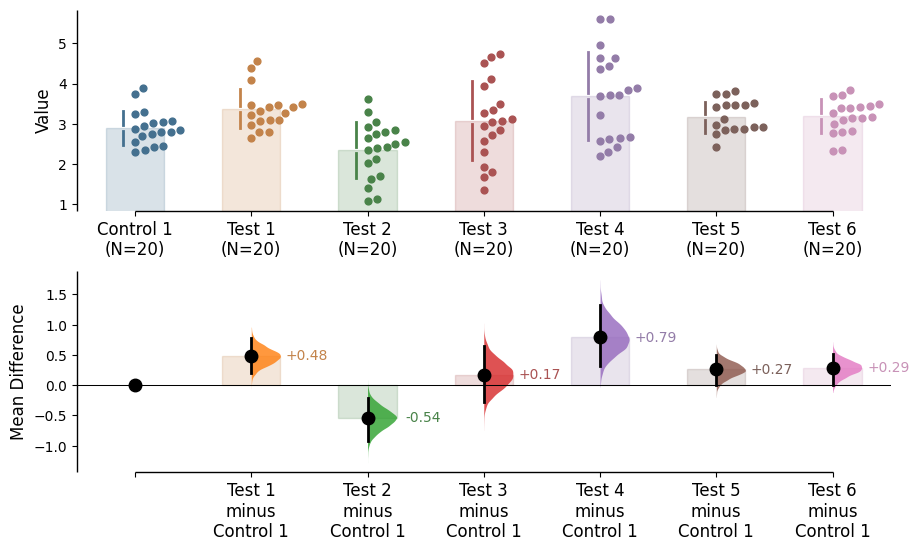 Value
5
4
3
2
1
Control 1 Test 1 Test 2 Test 3 Test 4 Test 5 Test 6
(N=20) (N=20) (N=20) (N=20) (N=20) (N=20) (N=20)
Mean Difference
1.5
1.0
0.5
0.0
−0.5
−1.0
+0.48
-0.54
+0.17
+0.79
+0.27
+0.29
Test 1 Test 2 Test 3 Test 4 Test 5 Test 6
minus minus minus minus minus minus
Control 1 Control 1 Control 1 Control 1 Control 1 Control 1